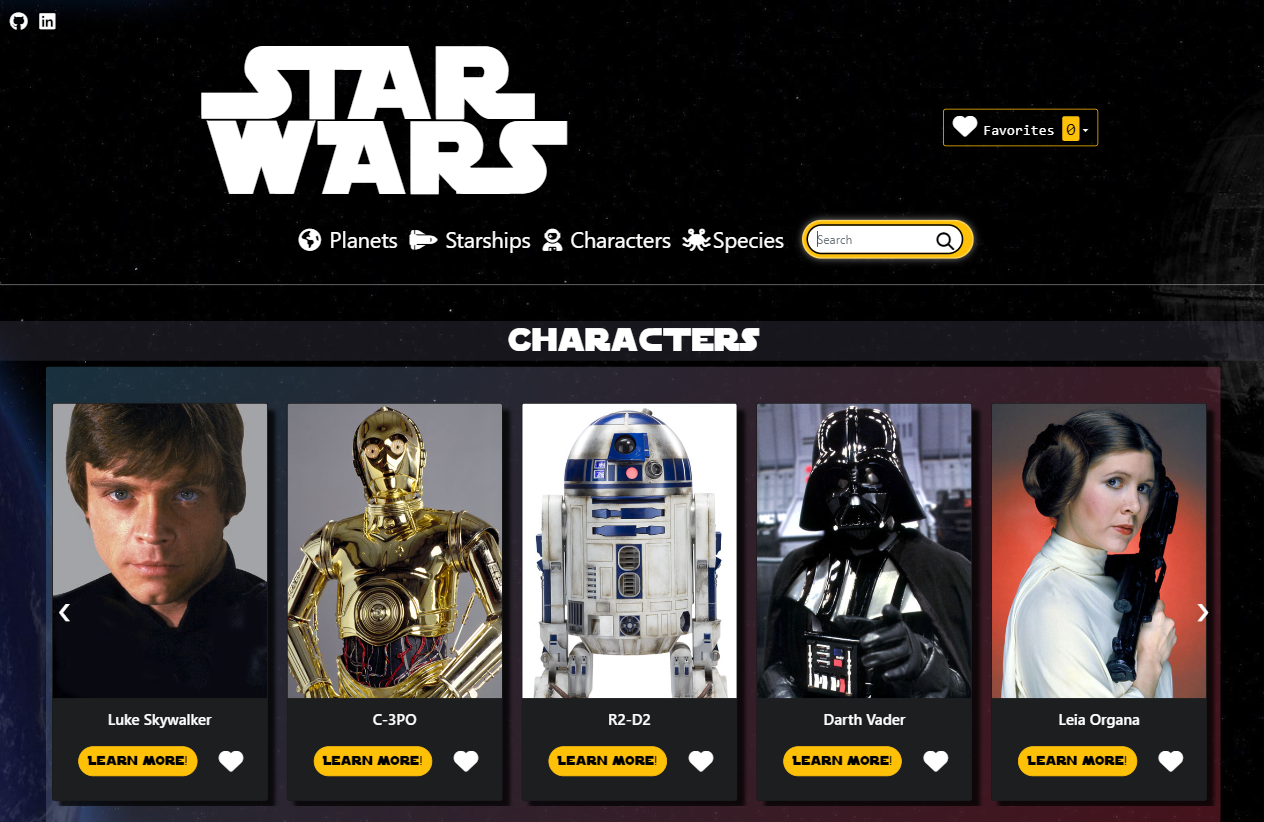 STAR
WARS
Favorites 0
Planets Starships Characters Species Search
CHARACTERS
Luke Skywalker C-3PO R2-D2 Darth Vader Leia Organa
LEARN MORE! LEARN MORE! LEARN MORE! LEARN MORE! LEARN MORE!